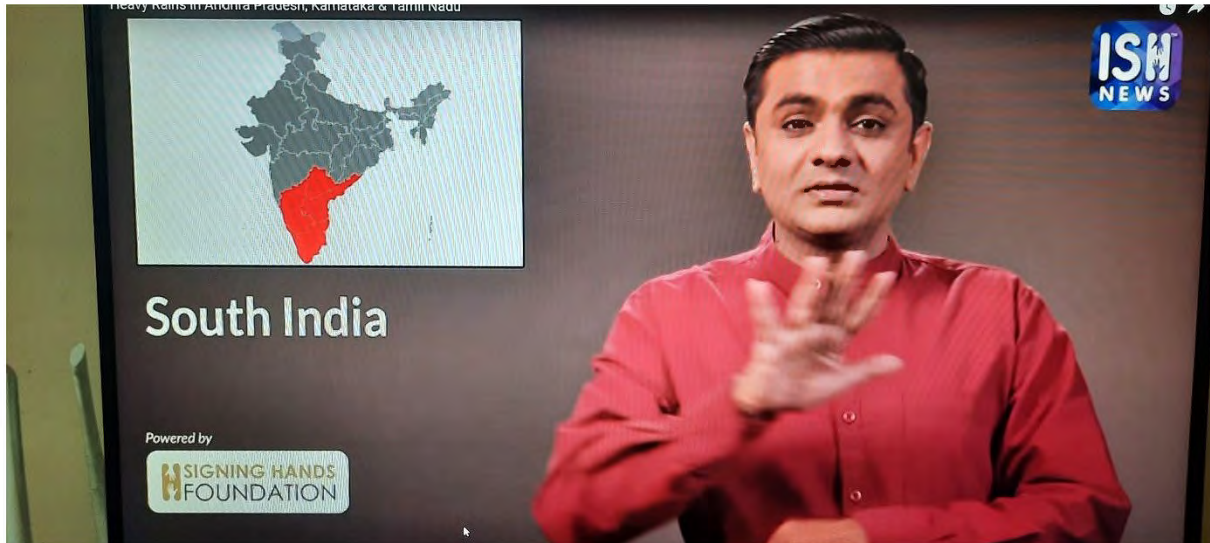 Heavy Rains in Andhra Pradesh, Karnataka & Tamil Nadu
ISH
NEWS
South India
Powered by
SIGNING HANDS
FOUNDATION